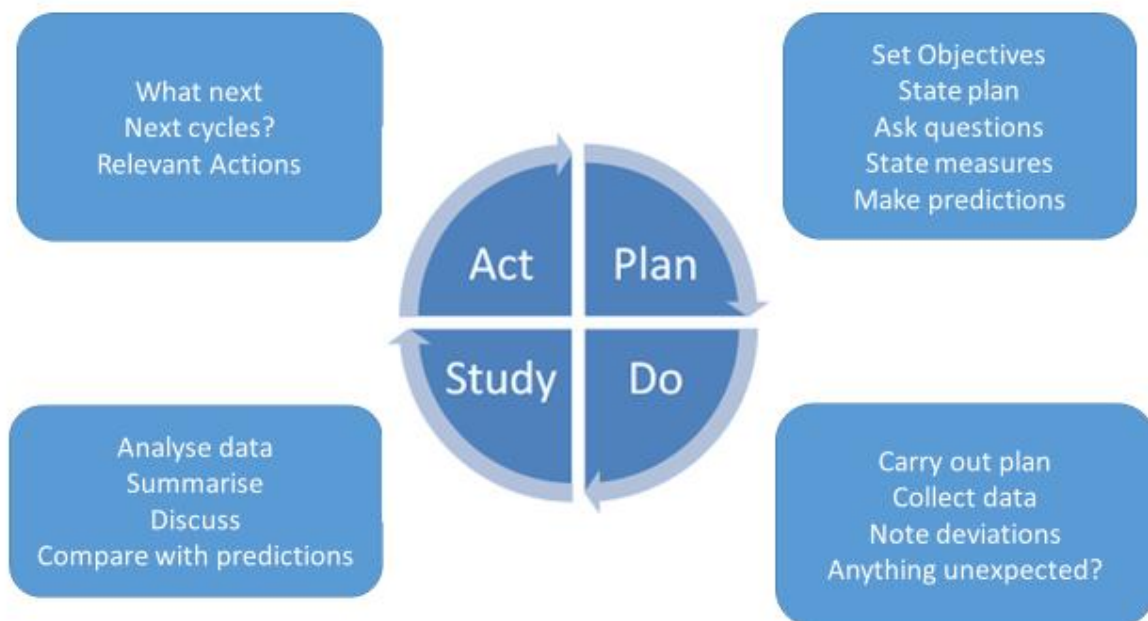 What next
Next cycles?
Relevant Actions
Set Objectives
State plan
Ask questions
State measures
Make predictions
Act
Plan
Study
Do
Analyse data
Summarise
Discuss
Compare with predictions
Carry out plan
Collect data
Note deviations
Anything unexpected?